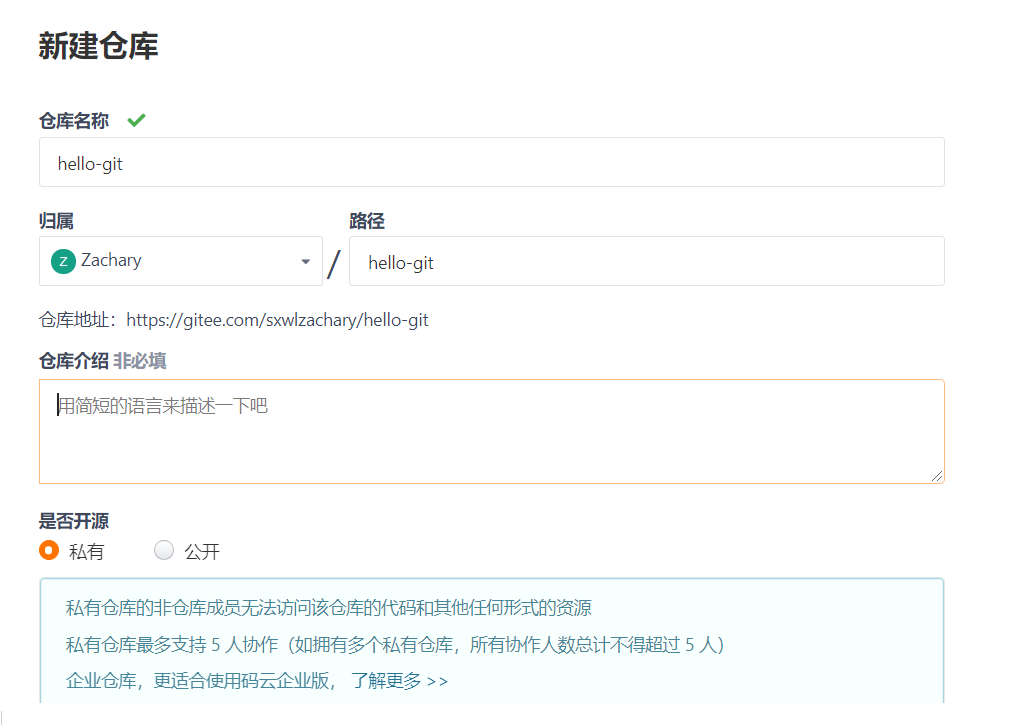 新建仓库
仓库名称
hello-git
归属 路径
Z Zachary / hello-git
仓库地址：https://gitee.com/sxwlzachary/hello-git
仓库介绍 非必填
用简短的语言来描述一下吧
是否开源
私有 公开
私有仓库的非仓库成员无法访问该仓库的代码和其他任何形式的资源
私有仓库最多支持 5 人协作（如拥有多个私有仓库，所有协作人数总计不得超过 5 人）
企业仓库，更适合使用码云企业版， 了解更多 >>